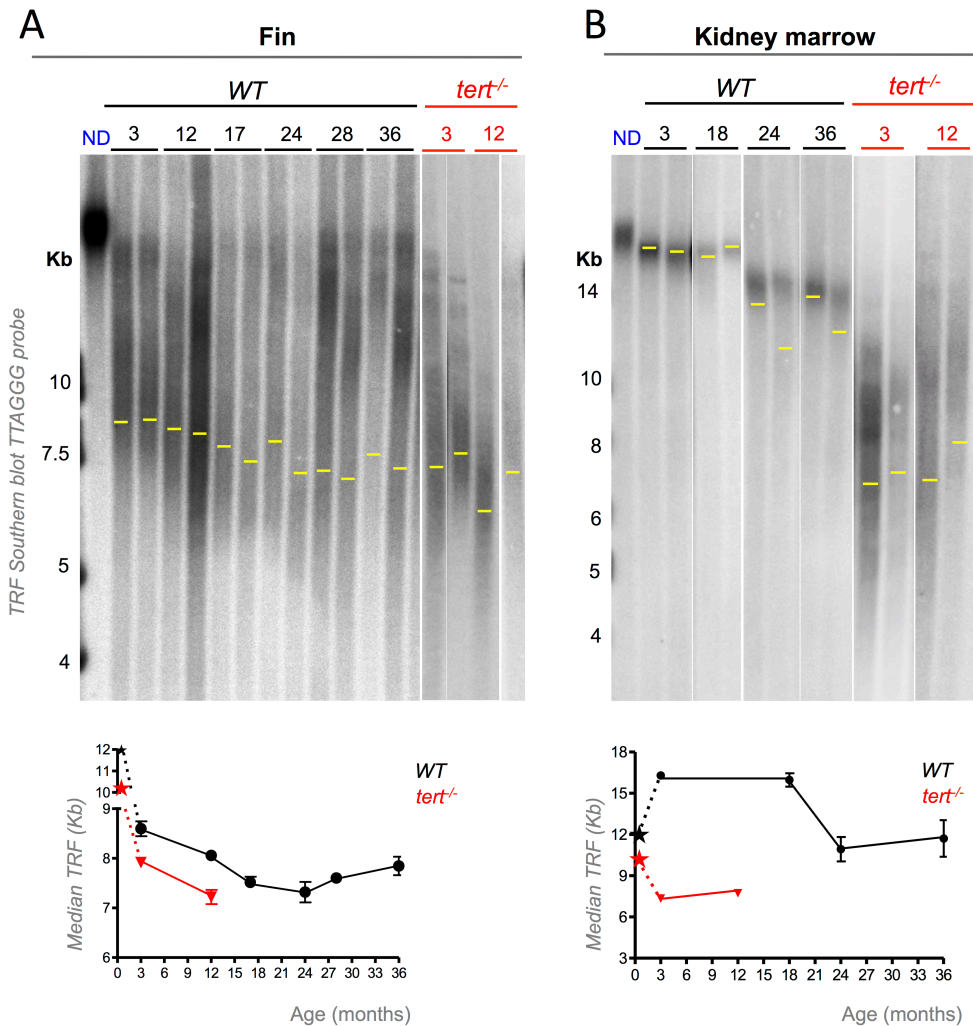 A
Fin
WT
tert-/-
ND 3 12 17 24 28 36 3 12
Kb
10
7.5
5
4
TRF Southern blot TTAGGG probe
12
11
10
9
8
7
6
Median TRF (Kb)
WT
tert-/-
0 3 6 9 12 15 18 21 24 27 30 33 36
Age (months)
B
Kidney marrow
WT
tert-/-
ND 3 18 24 36 3 12
Kb
14
10
8
6
5
4
18
15
12
9
6
3
Median TRF (Kb)
WT
tert-/-
0 3 6 9 12 15 18 21 24 27 30 33 36
Age (months)